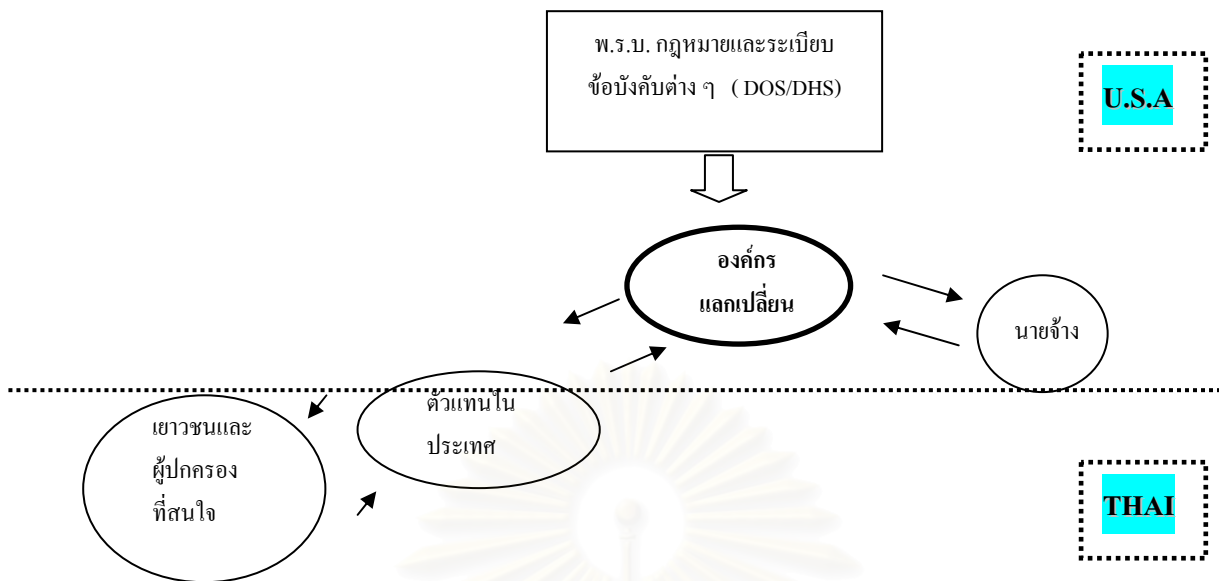 พ.ร.บ. กฎหมายและระเบียบ
ข้อบังคับต่าง ๆ ( DOS/DHS)
U.S.A
องค์กร
แลกเปลี่ยน
นายจ้าง
ตัวแทนใน
ประเทศ
เยาวชนและ
ผู้ปกครอง
ที่สนใจ
THAI